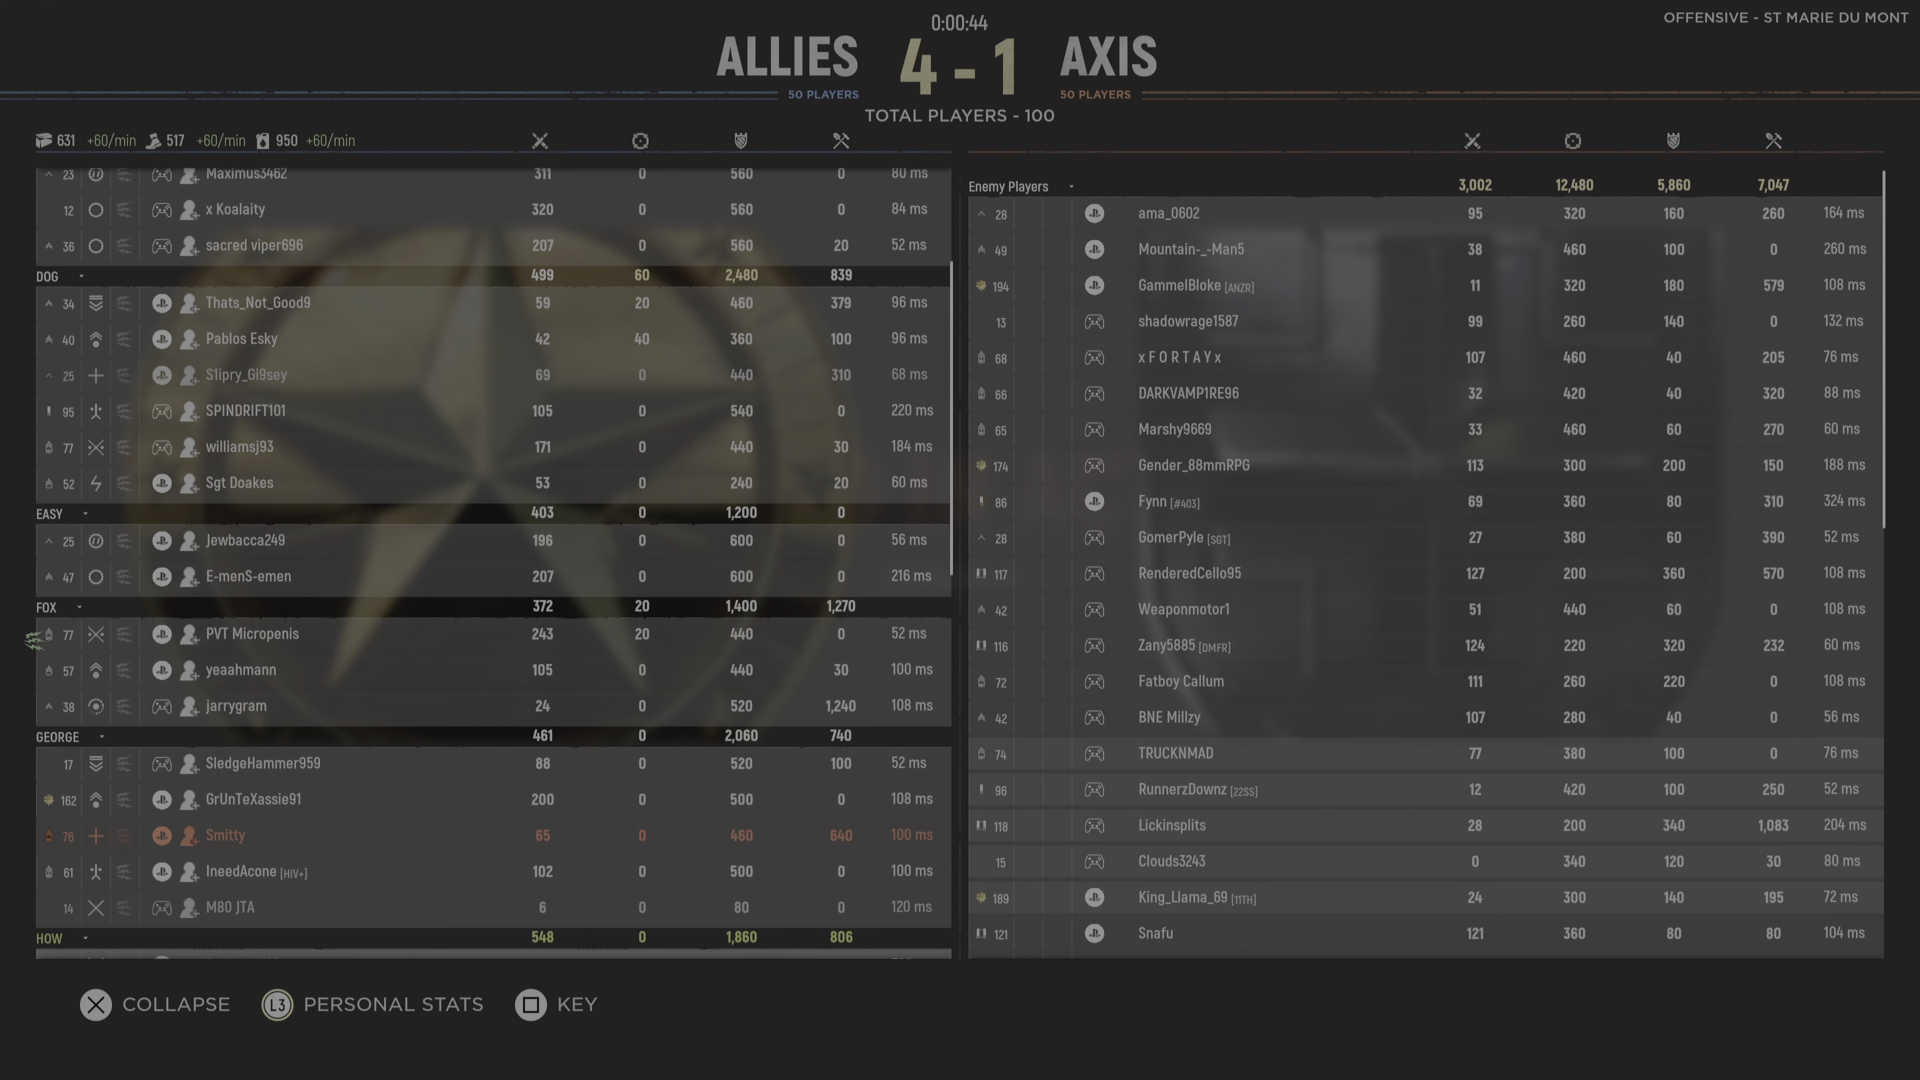 0:00:44
OFFENSIVE - ST MARIE DU MONT
ALLIES 4 - 1 AXIS
50 PLAYERS 50 PLAYERS
TOTAL PLAYERS - 100
631 +60/min 517 +60/min 950 +60/min
23 Maximus3462 311 0 560 0 80 ms
12 x Koalaity 320 0 560 0 84 ms
36 sacred viper696 207 0 560 20 52 ms
DOG 499 60 2,480 839
34 Thats_Not_Good9 59 20 460 379 96 ms
40 Pablos Esky 42 40 360 100 96 ms
25 S1ipry_Gi9sey 69 0 440 310 68 ms
95 SPINDRIFT101 105 0 540 0 220 ms
77 williamsj93 171 0 440 30 184 ms
52 Sgt Doakes 53 0 240 20 60 ms
EASY 403 0 1,200 0
25 Jewbacca249 196 0 600 0 56 ms
47 E-menS-emen 207 0 600 0 216 ms
FOX 372 20 1,400 1,270
77 PVT Micropenis 243 20 440 0 52 ms
57 yeaahmann 105 0 440 30 100 ms
38 jarrygram 24 0 520 1,240 108 ms
GEORGE 461 0 2,060 740
17 SledgeHammer959 88 0 520 100 52 ms
162 GrUnTeXassie91 200 0 500 0 108 ms
76 Smitty 65 0 460 640 100 ms
61 IneedAcone [HIV+] 102 0 500 0 100 ms
14 M80 JTA 6 0 80 0 120 ms
HOW 548 0 1,860 806
Enemy Players 3,002 12,480 5,860 7,047
28 ama_0602 95 320 160 260 164 ms
49 Mountain-_-Man5 38 460 100 0 260 ms
194 GammelBloke [ANZR] 11 320 180 579 108 ms
13 shadowrage1587 99 260 140 0 132 ms
68 x F O R T A Y x 107 460 40 205 76 ms
66 DARKVAMP1RE96 32 420 40 320 88 ms
65 Marshy9669 33 460 60 270 60 ms
174 Gender_88mmRPG 113 300 200 150 188 ms
86 Fynn [#403] 69 360 80 310 324 ms
28 GomerPyle [SGT] 27 380 60 390 52 ms
117 RenderedCello95 127 200 360 570 108 ms
42 Weaponmotor1 51 440 60 0 108 ms
116 Zany5885 [DMFR] 124 220 320 232 60 ms
72 Fatboy Callum 111 260 220 0 108 ms
42 BNE Millzy 107 280 40 0 56 ms
74 TRUCKNMAD 77 380 100 0 76 ms
96 RunnerzDownz [22SS] 12 420 100 250 52 ms
118 Lickinsplits 28 200 340 1,083 204 ms
15 Clouds3243 0 340 120 30 80 ms
189 King_Llama_69 [11TH] 24 300 140 195 72 ms
121 Snafu 121 360 80 80 104 ms
COLLAPSE L3 PERSONAL STATS KEY